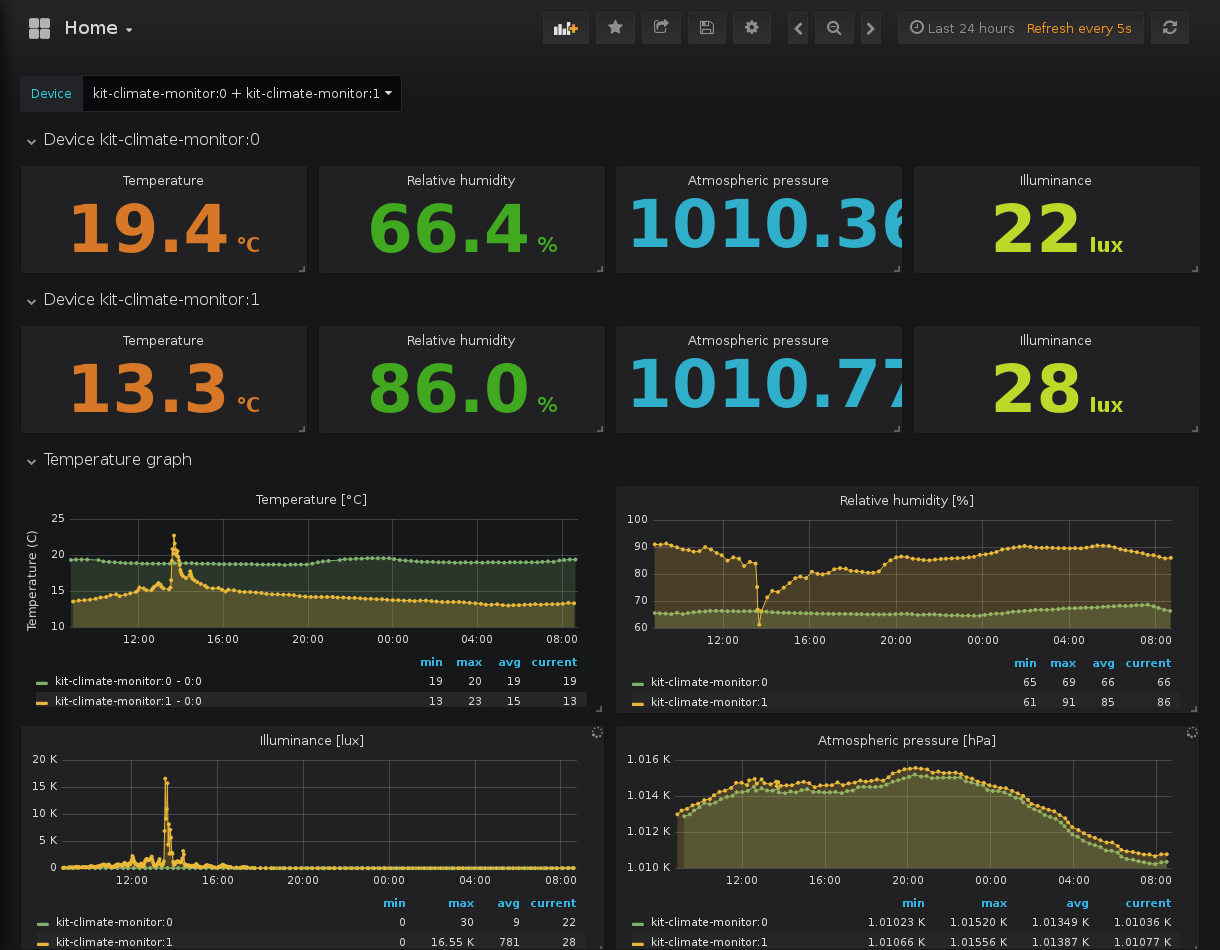 Home
Last 24 hours Refresh every 5s
Device kit-climate-monitor:0 + kit-climate-monitor:1
Device kit-climate-monitor:0
Temperature Relative humidity Atmospheric pressure Illuminance
19.4 °C 66.4 % 1010.36 22 lux
Device kit-climate-monitor:1
Temperature Relative humidity Atmospheric pressure Illuminance
13.3 °C 86.0 % 1010.77 28 lux
Temperature graph
Temperature [°C]
Temperature (C)
25
20
15
10
12:00 16:00 20:00 00:00 04:00 08:00
min max avg current
kit-climate-monitor:0 - 0:0 19 20 19 19
kit-climate-monitor:1 - 0:0 13 23 15 13
Relative humidity [%]
100
90
80
70
60
12:00 16:00 20:00 00:00 04:00 08:00
min max avg current
kit-climate-monitor:0 65 69 66 66
kit-climate-monitor:1 61 91 85 86
Illuminance [lux]
20 K
15 K
10 K
5 K
0
12:00 16:00 20:00 00:00 04:00 08:00
min max avg current
kit-climate-monitor:0 0 30 9 22
kit-climate-monitor:1 0 16.55 K 781 28
Atmospheric pressure [hPa]
1.016 K
1.014 K
1.012 K
1.010 K
12:00 16:00 20:00 00:00 04:00 08:00
min max avg current
kit-climate-monitor:0 1.01023 K 1.01520 K 1.01349 K 1.01036 K
kit-climate-monitor:1 1.01066 K 1.01556 K 1.01387 K 1.01077 K